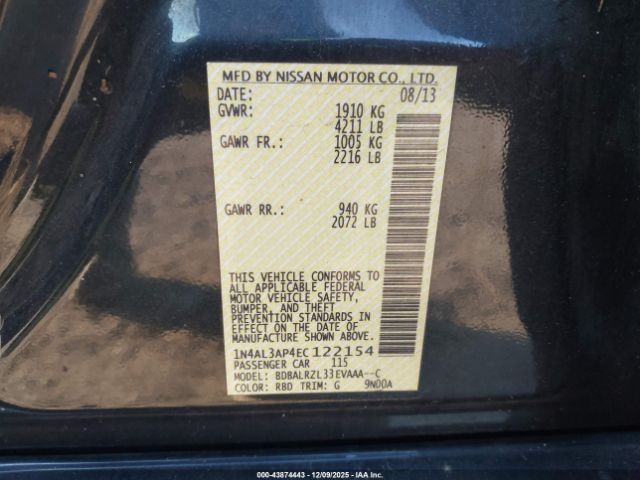 MFD BY NISSAN MOTOR CO., LTD.
DATE: 08/13
GVWR: 1910 KG
4211 LB
GAWR FR.: 1005 KG
2216 LB
GAWR RR.: 940 KG
2072 LB
THIS VEHICLE CONFORMS TO
ALL APPLICABLE FEDERAL
MOTOR VEHICLE SAFETY,
BUMPER, AND THEFT
PREVENTION STANDARDS IN
EFFECT ON THE DATE OF
MANUFACTURE SHOWN ABOVE.
1N4AL3AP4EC122154
PASSENGER CAR 115
MODEL: BDBALRZL33EVAAA--C
COLOR: RBD TRIM: G 9N00A
000-43874443 - 12/09/2025 - IAA Inc.